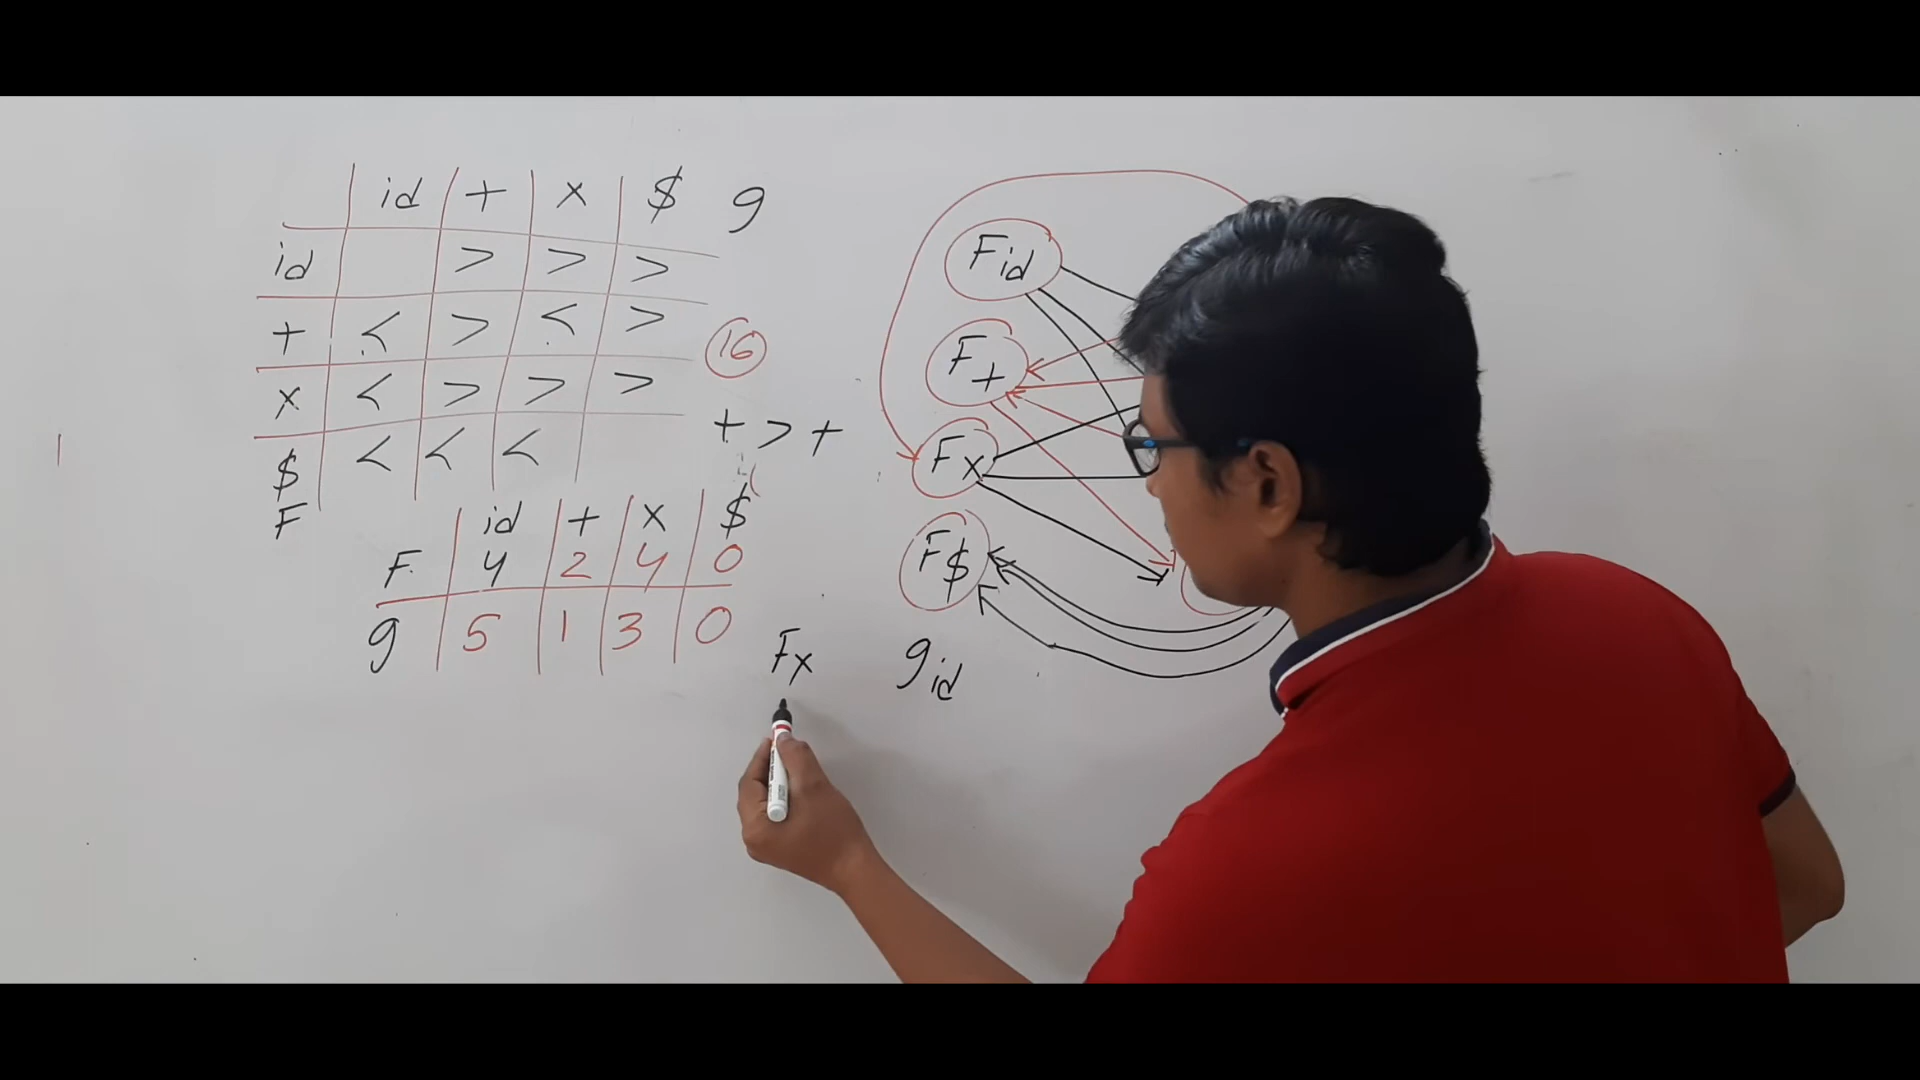 id + x $ g
id > > >
+ < > < >
x < > > >
$ < < <
F
16
+ > +
id + x $
F 4 2 4 0
g 5 1 3 0
Fid
F+
Fx
F$
Fx gid